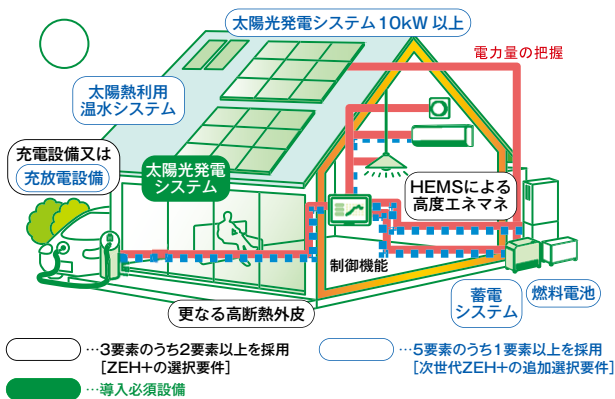 太陽光発電システム10kW 以上
電力量の把握
太陽熱利用
温水システム
充電設備又は
充放電設備
太陽光発電
システム
HEMSによる
高度エネマネ
制御機能
更なる高断熱外皮
蓄電
システム
燃料電池
…3要素のうち2要素以上を採用
[ZEH+の選択要件]
…5要素のうち1要素以上を採用
[次世代ZEH+の追加選択要件]
…導入必須設備